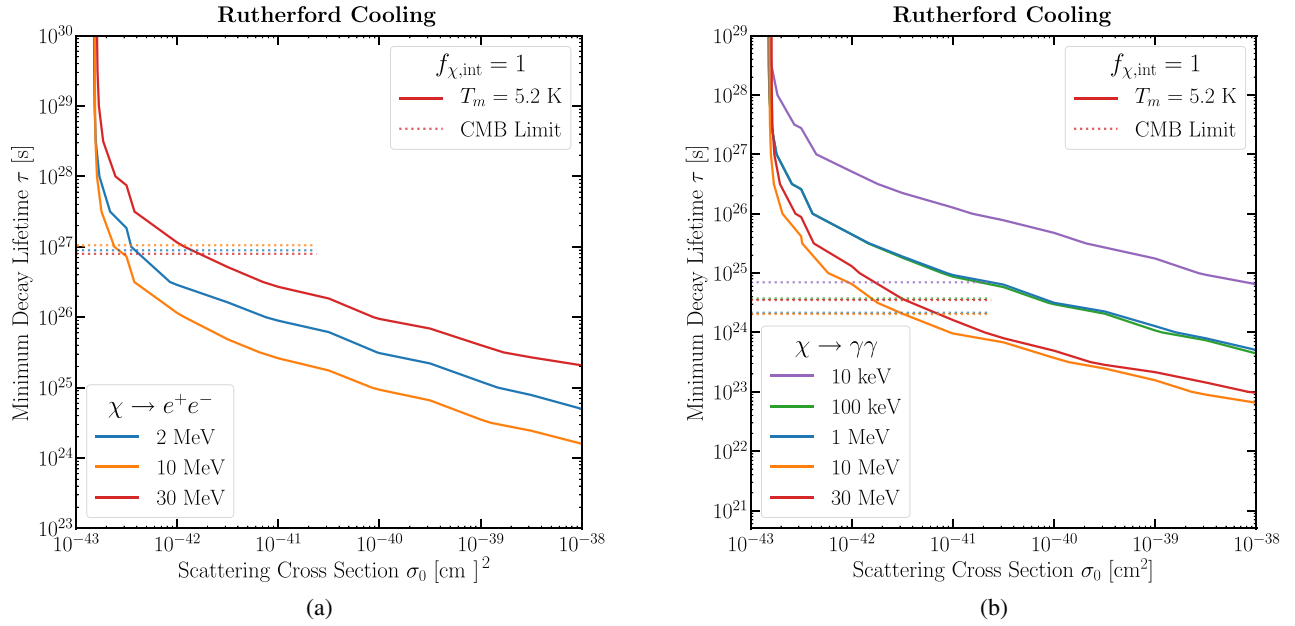 Rutherford Cooling
Minimum Decay Lifetime τ [s]
10^30
10^29
10^28
10^27
10^26
10^25
10^24
10^23
f_χ,int = 1
T_m = 5.2 K
CMB Limit
χ → e^+e^-
2 MeV
10 MeV
30 MeV
10^-43
10^-42
10^-41
10^-40
10^-39
10^-38
Scattering Cross Section σ_0 [cm ]^2
(a)
Rutherford Cooling
Minimum Decay Lifetime τ [s]
10^29
10^28
10^27
10^26
10^25
10^24
10^23
10^22
10^21
f_χ,int = 1
T_m = 5.2 K
CMB Limit
χ → γγ
10 keV
100 keV
1 MeV
10 MeV
30 MeV
10^-43
10^-42
10^-41
10^-40
10^-39
10^-38
Scattering Cross Section σ_0 [cm^2]
(b)